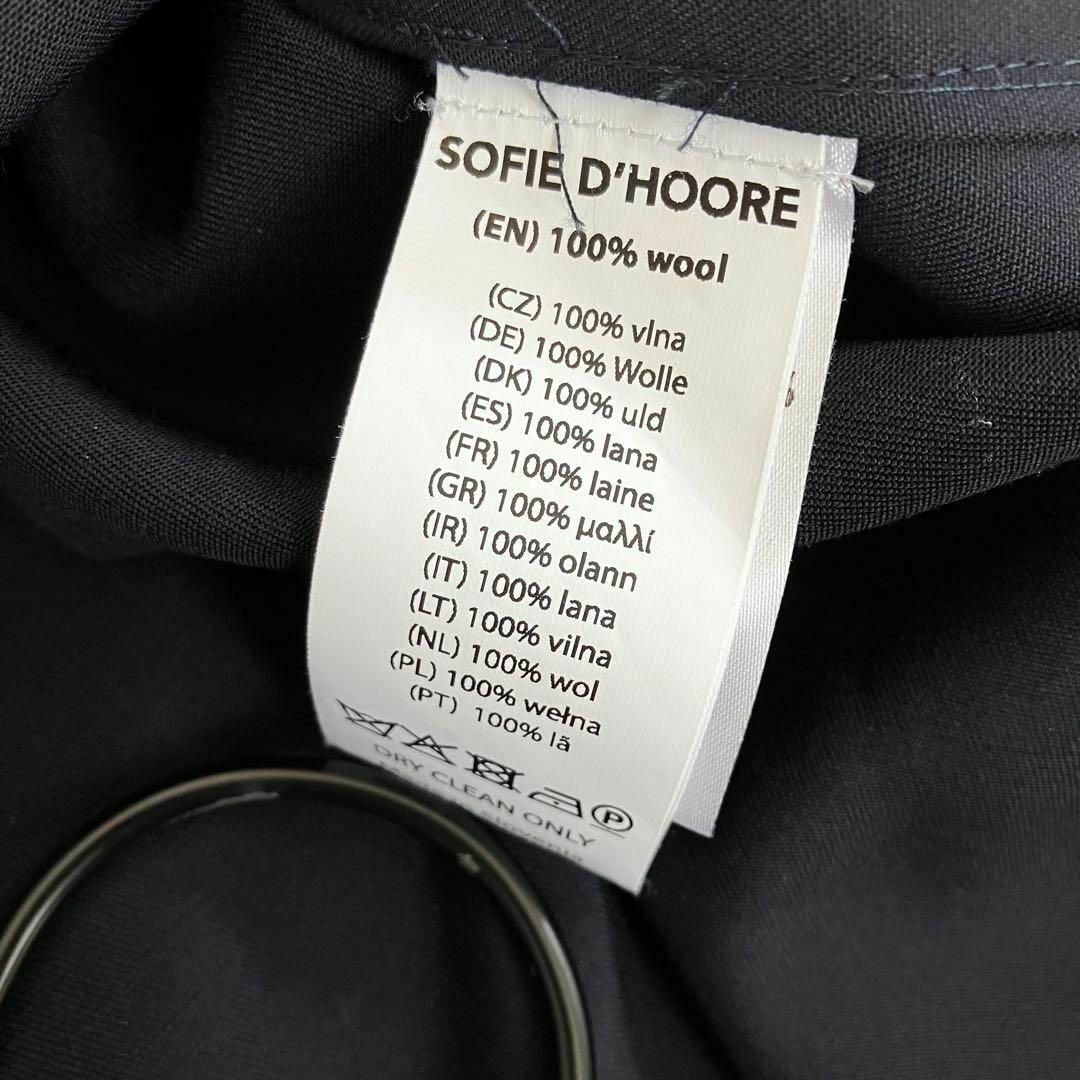 SOFIE D'HOORE
(EN) 100% wool
(CZ) 100% vlna
(DE) 100% Wolle
(DK) 100% uld
(ES) 100% lana
(FR) 100% laine
(GR) 100% μαλλί
(IR) 100% olann
(IT) 100% lana
(LT) 100% vilna
(NL) 100% wol
(PL) 100% wełna
(PT) 100% lã
P
DRY CLEAN ONLY
Slovenia